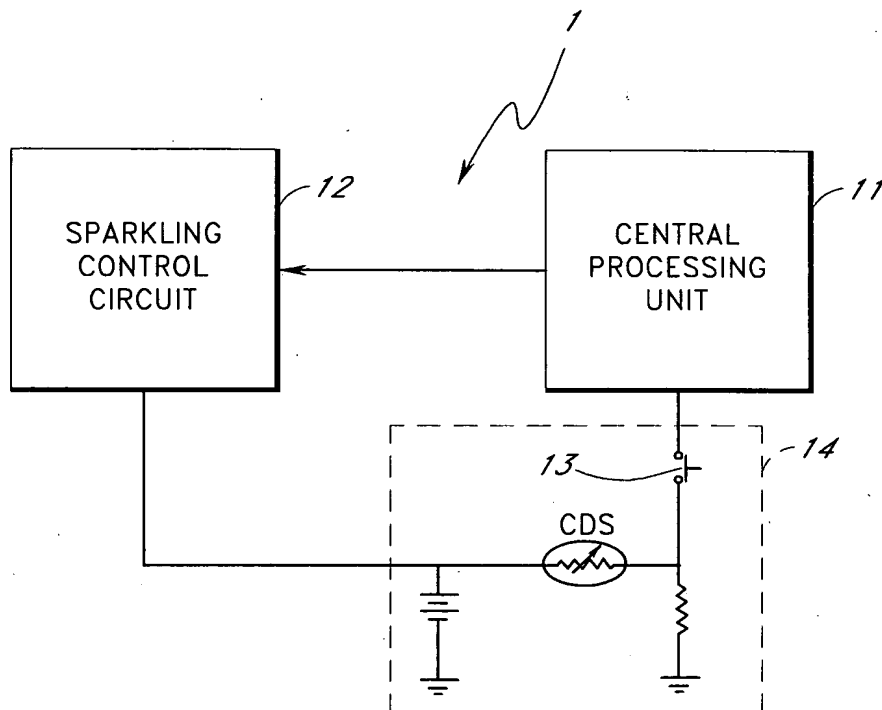 1
SPARKLING
CONTROL
CIRCUIT
12
CENTRAL
PROCESSING
UNIT
11
13
14
CDS